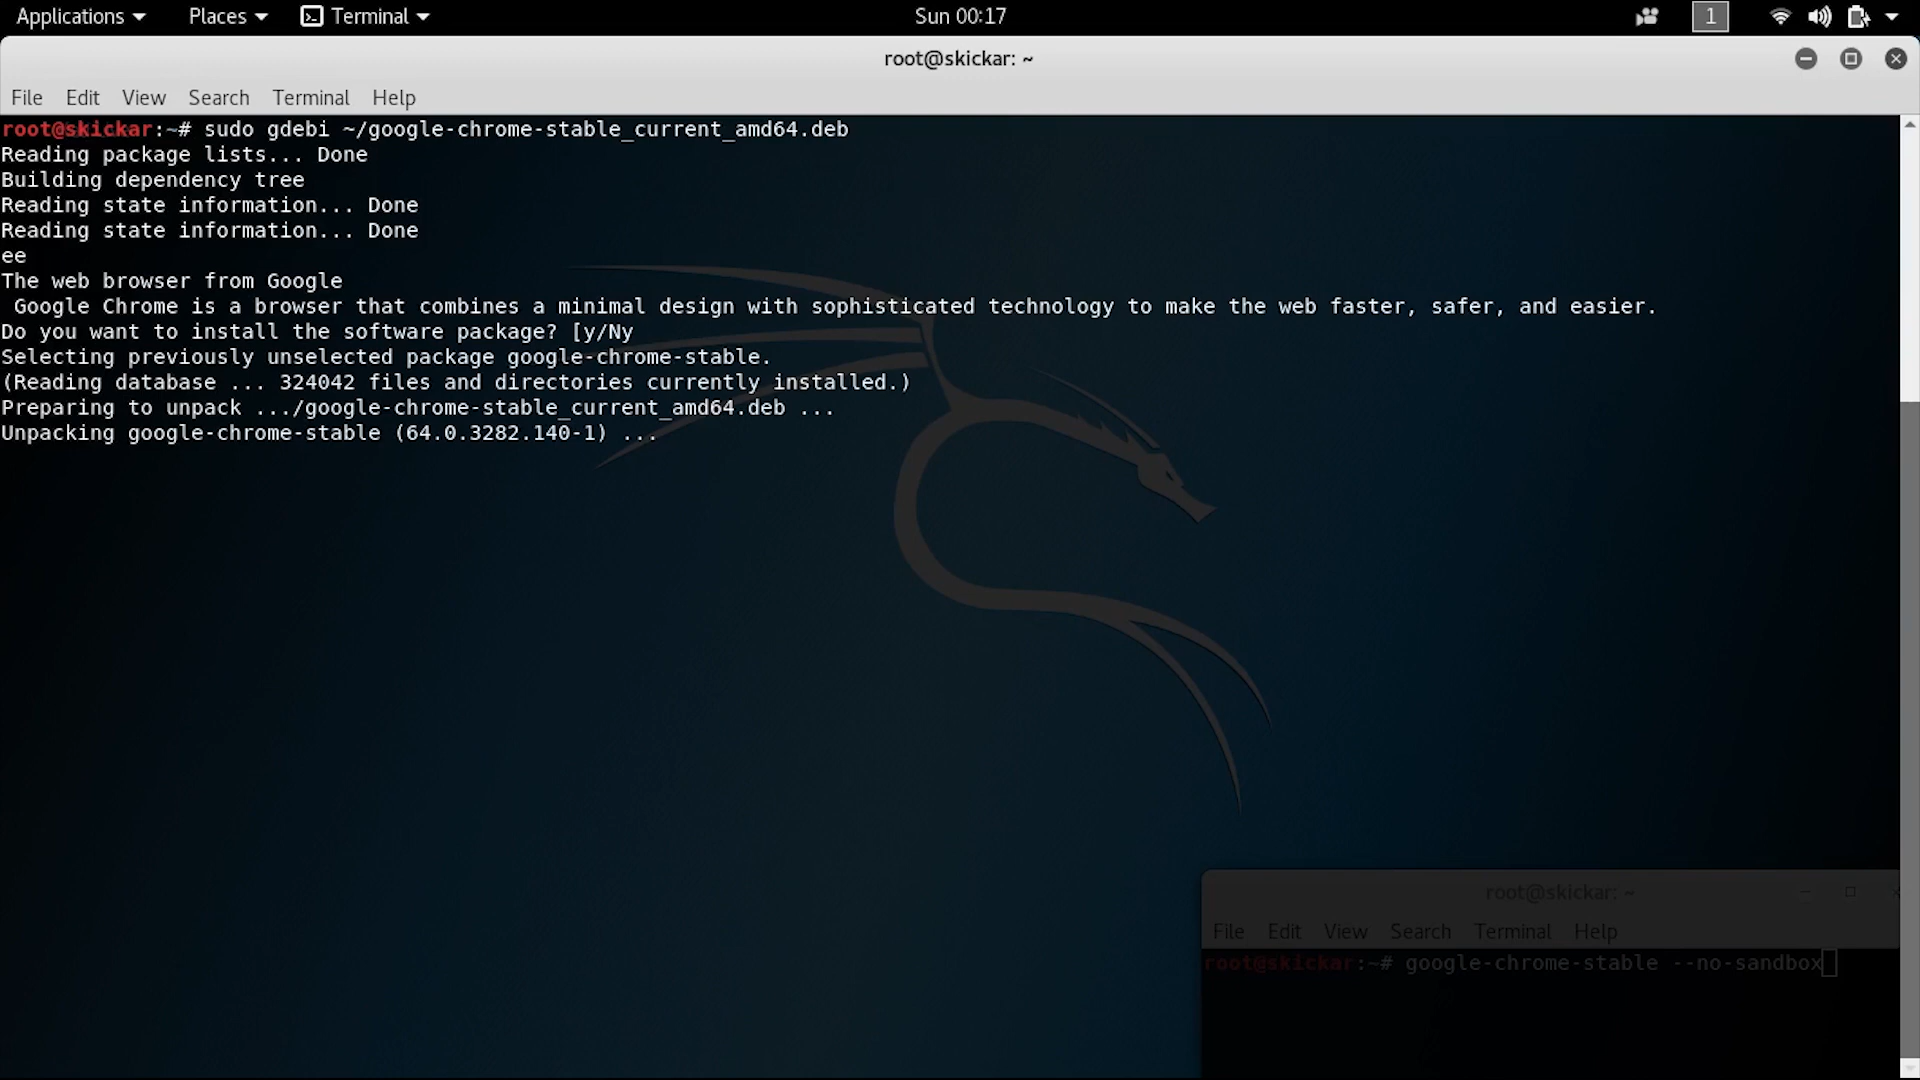 Applications Places Terminal Sun 00:17 1
root@skickar: ~
File Edit View Search Terminal Help
root@skickar:~# sudo gdebi ~/google-chrome-stable_current_amd64.deb
Reading package lists... Done
Building dependency tree
Reading state information... Done
Reading state information... Done
ee
The web browser from Google
 Google Chrome is a browser that combines a minimal design with sophisticated technology to make the web faster, safer, and easier.
Do you want to install the software package? [y/Ny
Selecting previously unselected package google-chrome-stable.
(Reading database ... 324042 files and directories currently installed.)
Preparing to unpack .../google-chrome-stable_current_amd64.deb ...
Unpacking google-chrome-stable (64.0.3282.140-1) ...
root@skickar: ~
File Edit View Search Terminal Help
root@skickar:~# google-chrome-stable --no-sandbox